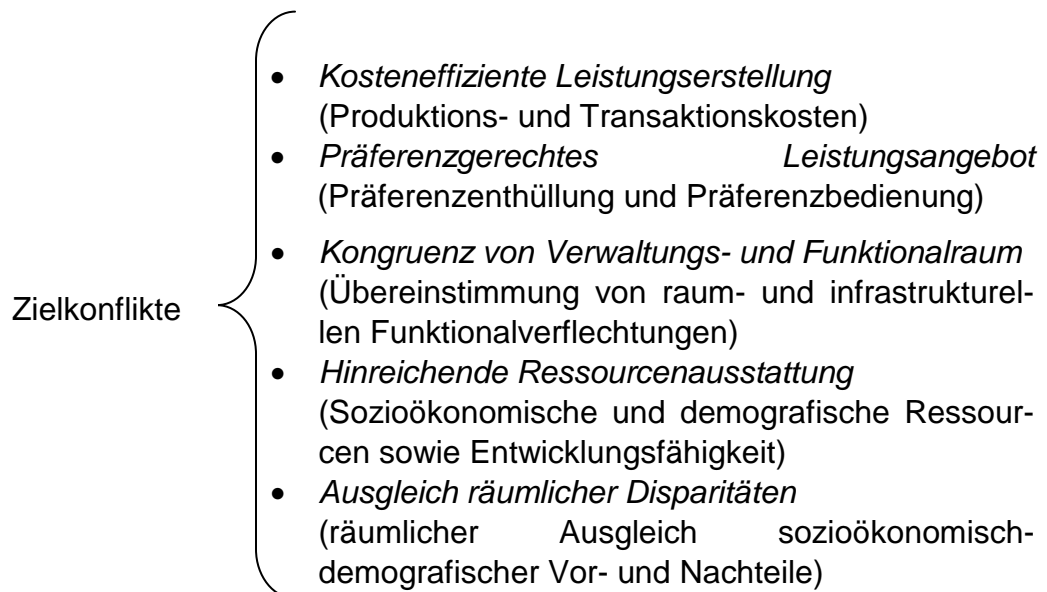 • Kosteneffiziente Leistungserstellung
(Produktions- und Transaktionskosten)
• Präferenzgerechtes Leistungsangebot
(Präferenzenthüllung und Präferenzbedienung)
• Kongruenz von Verwaltungs- und Funktionalraum
Zielkonflikte
(Übereinstimmung von raum- und infrastrukturel-
len Funktionalverflechtungen)
• Hinreichende Ressourcenausstattung
(Sozioökonomische und demografische Ressour-
cen sowie Entwicklungsfähigkeit)
• Ausgleich räumlicher Disparitäten
(räumlicher Ausgleich sozioökonomisch-
demografischer Vor- und Nachteile)